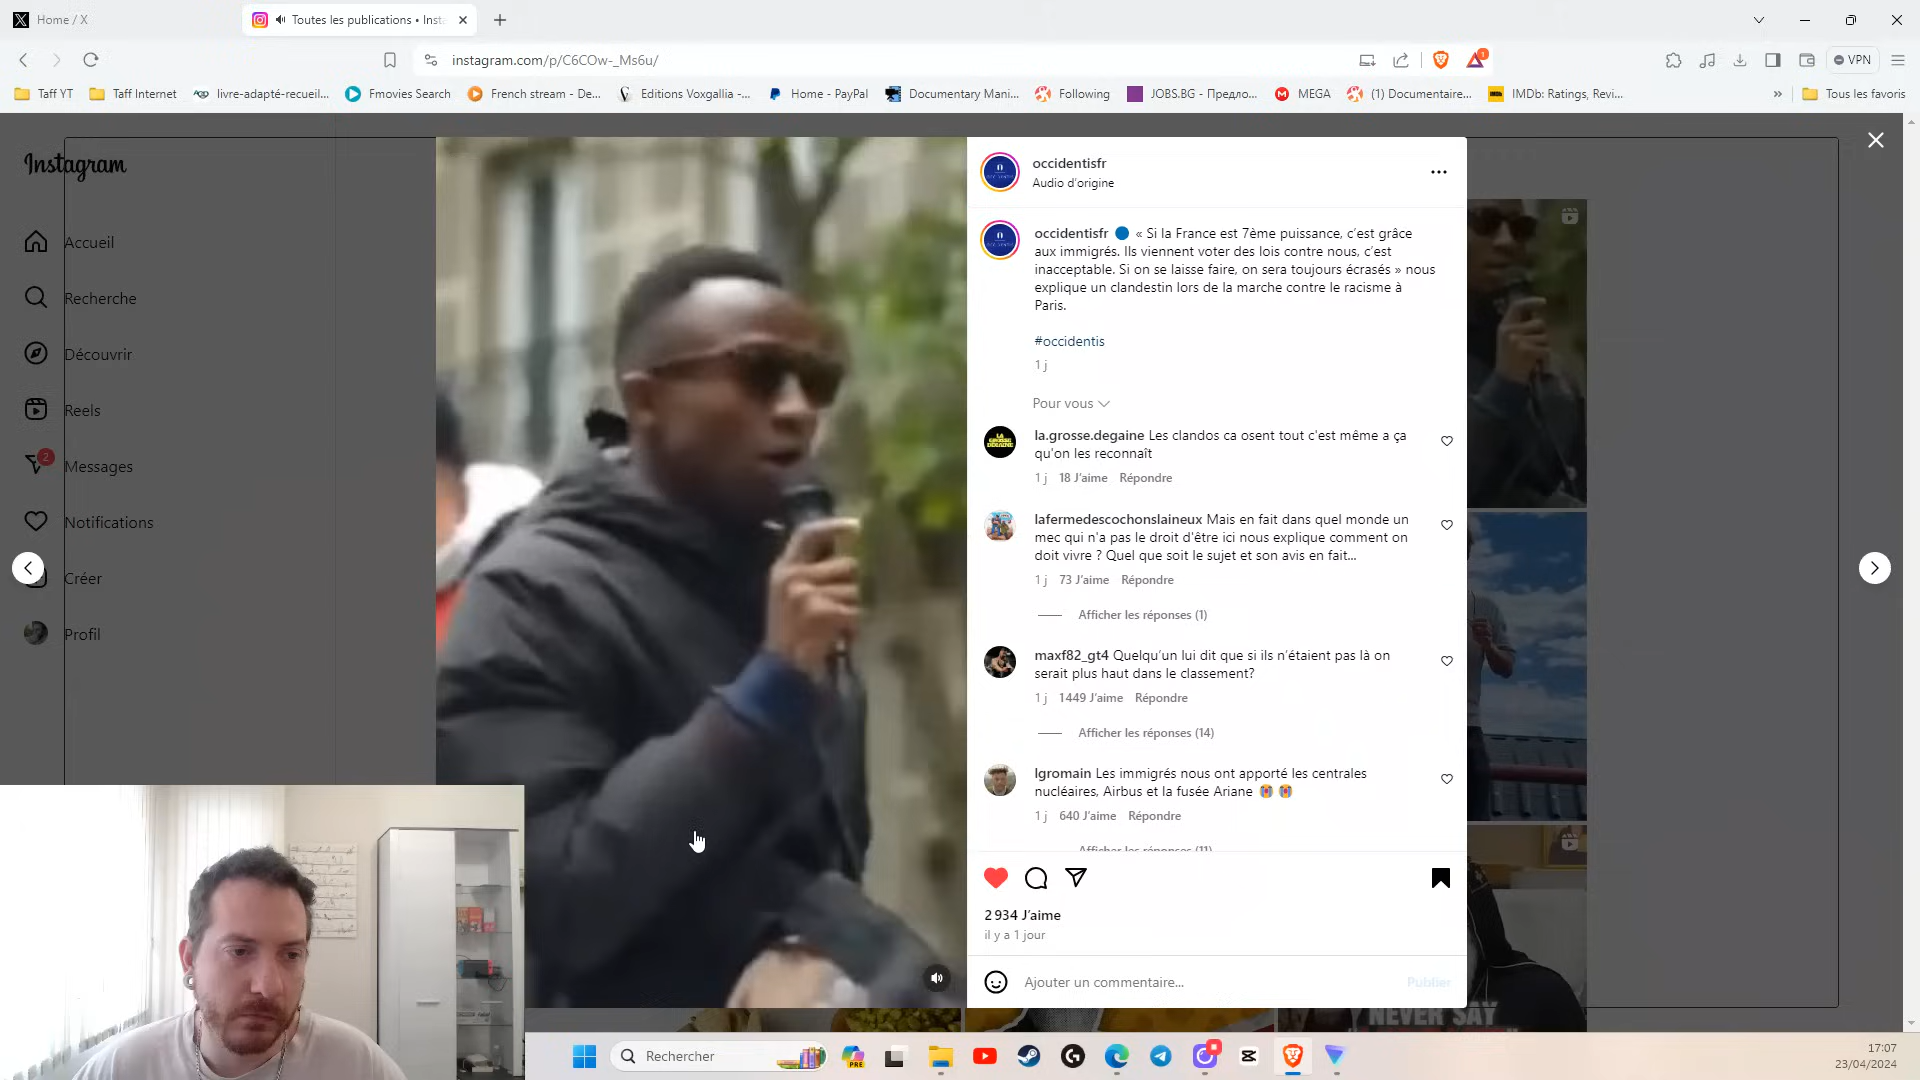 Home / X
Toutes les publications • Inst
instagram.com/p/C6COw-_Ms6u/
1
VPN
Taff YT
Taff Internet
livre-adapté-recueil...
Fmovies Search
French stream - De...
Editions Voxgallia -...
Home - PayPal
Documentary Mani...
Following
JOBS.BG - Предло...
MEGA
(1) Documentaire...
IMDb: Ratings, Revi...
»
Tous les favoris
Instagram
Accueil
Recherche
Découvrir
Reels
2
Messages
Notifications
Créer
Profil
occidentisfr
Audio d'origine
occidentisfr 🔵 « Si la France est 7ème puissance, c'est grâce
aux immigrés. Ils viennent voter des lois contre nous, c'est
inacceptable. Si on se laisse faire, on sera toujours écrasés » nous
explique un clandestin lors de la marche contre le racisme à
Paris.
#occidentis
1 j
Pour vous
la.grosse.degaine Les clandos ca osent tout c'est même a ça
qu'on les reconnaît
1 j 18 J'aime Répondre
lafermedescochonslaineux Mais en fait dans quel monde un
mec qui n'a pas le droit d'être ici nous explique comment on
doit vivre ? Quel que soit le sujet et son avis en fait...
1 j 73 J'aime Répondre
Afficher les réponses (1)
maxf82_gt4 Quelqu'un lui dit que si ils n'étaient pas là on
serait plus haut dans le classement?
1 j 1449 J'aime Répondre
Afficher les réponses (14)
lgromain Les immigrés nous ont apporté les centrales
nucléaires, Airbus et la fusée Ariane 😭😭
1 j 640 J'aime Répondre
Afficher les réponses (11)
2 934 J'aime
il y a 1 jour
Ajouter un commentaire...
Publier
NEVER SAY
Rechercher
PRE
17:07
23/04/2024